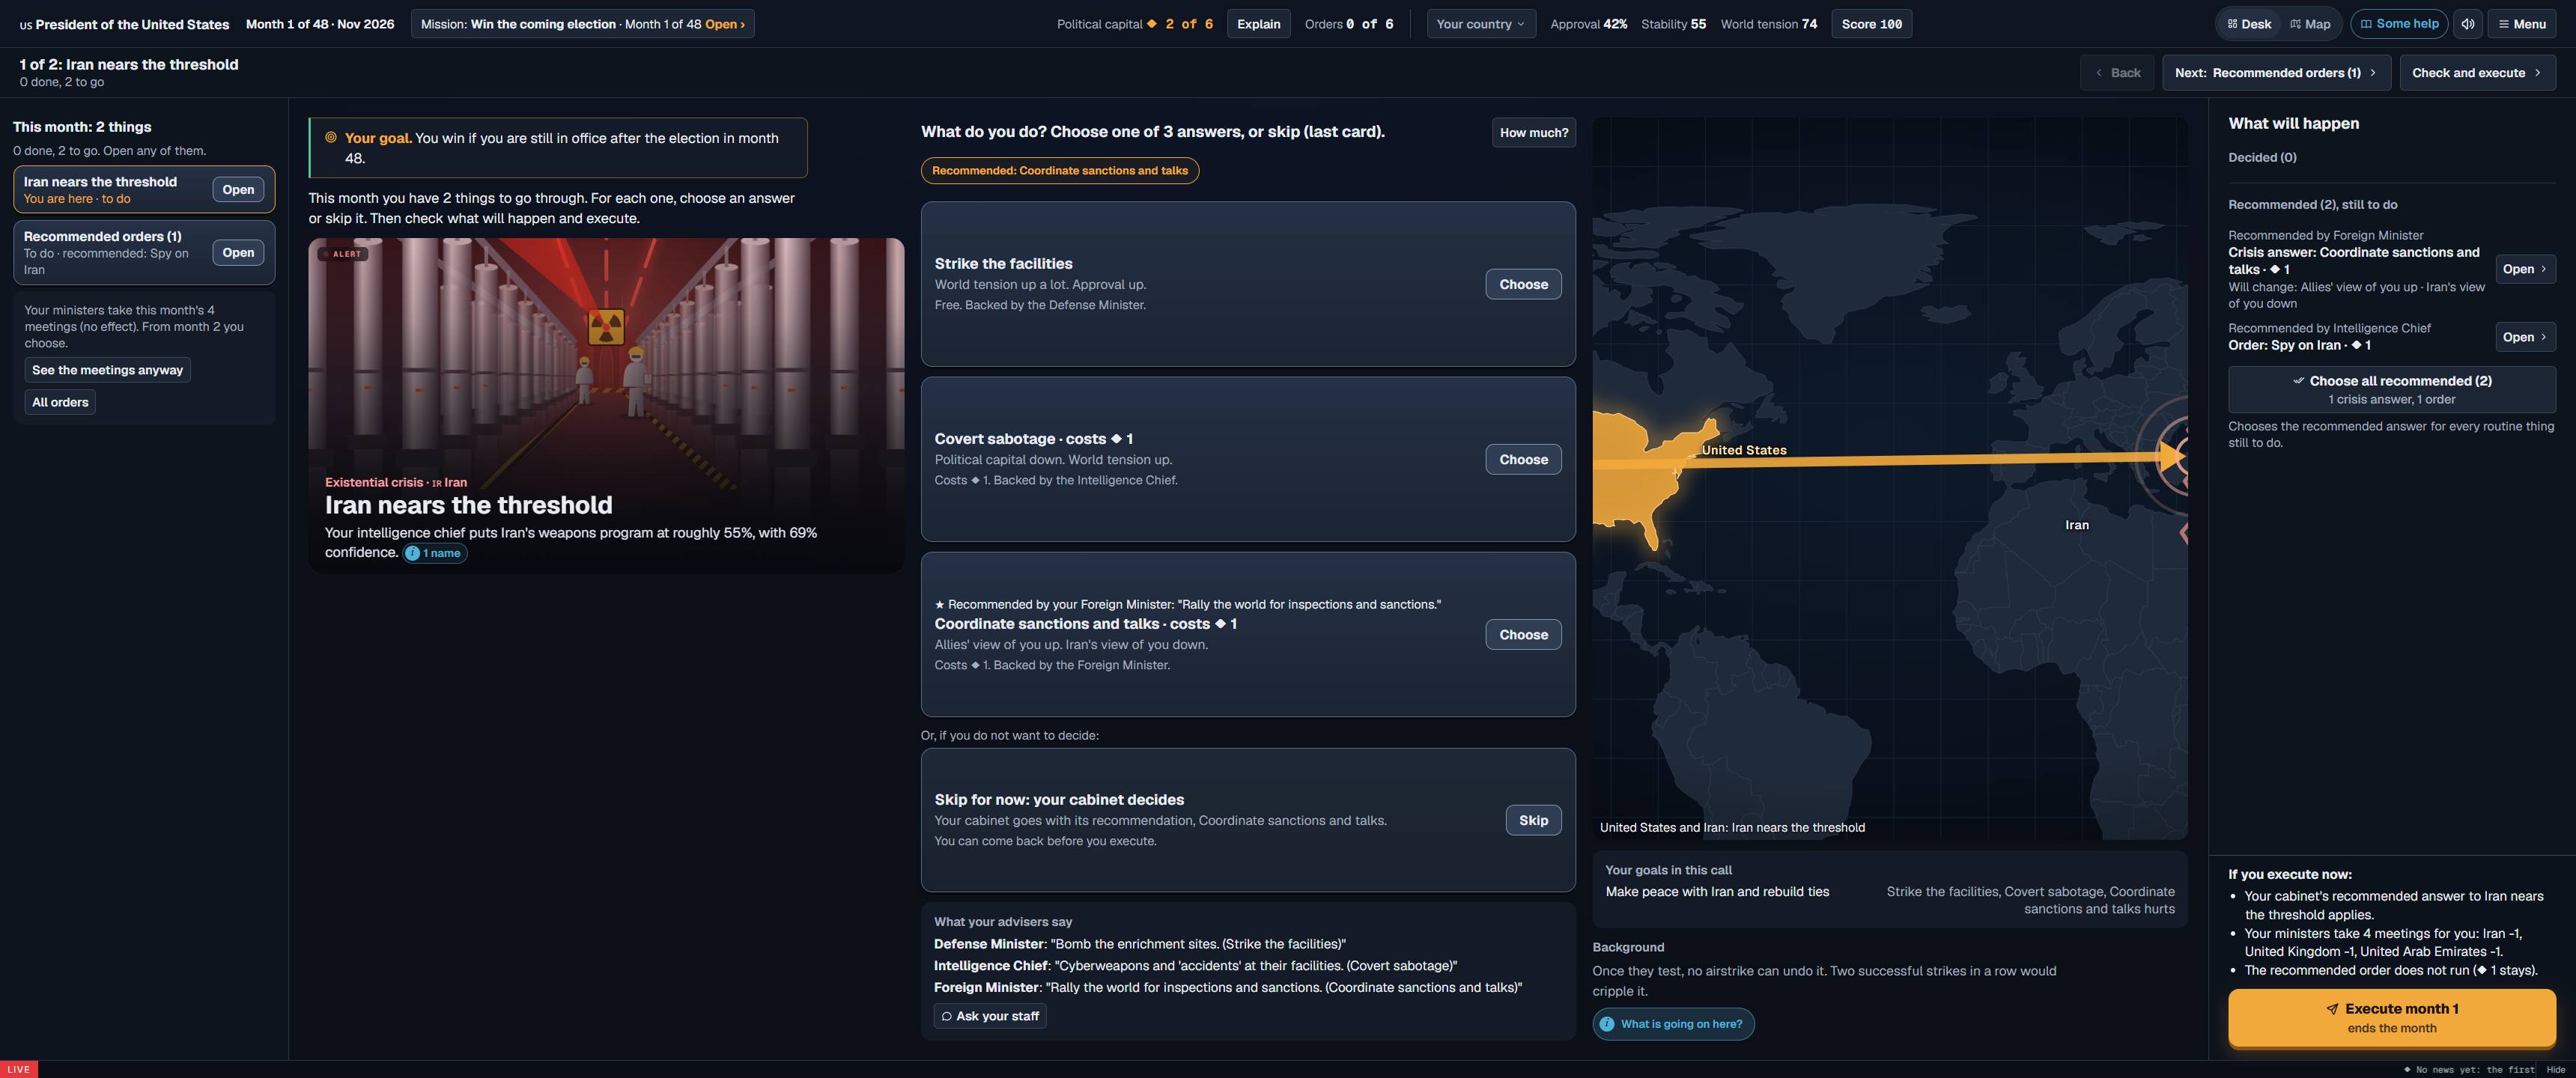 US President of the United States
Month 1 of 48 · Nov 2026
Mission: Win the coming election · Month 1 of 48 Open ›
Political capital ◆ 2 of 6
Explain
Orders 0 of 6
Your country
Approval 42%
Stability 55
World tension 74
Score 100
Desk
Map
Some help
Menu
1 of 2: Iran nears the threshold
0 done, 2 to go
‹ Back
Next: Recommended orders (1) ›
Check and execute ›
This month: 2 things
0 done, 2 to go. Open any of them.
Iran nears the threshold
You are here · to do
Open
Recommended orders (1)
To do · recommended: Spy on
Iran
Open
Your ministers take this month's 4
meetings (no effect). From month 2 you
choose.
See the meetings anyway
All orders
Your goal. You win if you are still in office after the election in month
48.
This month you have 2 things to go through. For each one, choose an answer
or skip it. Then check what will happen and execute.
ALERT
Existential crisis · IR Iran
Iran nears the threshold
Your intelligence chief puts Iran's weapons program at roughly 55%, with 69%
confidence. i 1 name
What do you do? Choose one of 3 answers, or skip (last card).
How much?
Recommended: Coordinate sanctions and talks
Strike the facilities
World tension up a lot. Approval up.
Free. Backed by the Defense Minister.
Choose
Covert sabotage · costs ◆ 1
Political capital down. World tension up.
Costs ◆ 1. Backed by the Intelligence Chief.
Choose
★ Recommended by your Foreign Minister: "Rally the world for inspections and sanctions."
Coordinate sanctions and talks · costs ◆ 1
Allies' view of you up. Iran's view of you down.
Costs ◆ 1. Backed by the Foreign Minister.
Choose
Or, if you do not want to decide:
Skip for now: your cabinet decides
Your cabinet goes with its recommendation, Coordinate sanctions and talks.
You can come back before you execute.
Skip
What your advisers say
Defense Minister: "Bomb the enrichment sites. (Strike the facilities)"
Intelligence Chief: "Cyberweapons and 'accidents' at their facilities. (Covert sabotage)"
Foreign Minister: "Rally the world for inspections and sanctions. (Coordinate sanctions and talks)"
Ask your staff
United States
Iran
United States and Iran: Iran nears the threshold
Your goals in this call
Make peace with Iran and rebuild ties
Strike the facilities, Covert sabotage, Coordinate
sanctions and talks hurts
Background
Once they test, no airstrike can undo it. Two successful strikes in a row would
cripple it.
i What is going on here?
What will happen
Decided (0)
Recommended (2), still to do
Recommended by Foreign Minister
Crisis answer: Coordinate sanctions and
talks · ◆ 1
Will change: Allies' view of you up · Iran's view
of you down
Open ›
Recommended by Intelligence Chief
Order: Spy on Iran · ◆ 1
Open ›
Choose all recommended (2)
1 crisis answer, 1 order
Chooses the recommended answer for every routine thing
still to do.
If you execute now:
• Your cabinet's recommended answer to Iran nears
the threshold applies.
• Your ministers take 4 meetings for you: Iran -1,
United Kingdom -1, United Arab Emirates -1.
• The recommended order does not run (◆ 1 stays).
Execute month 1
ends the month
LIVE
◆ No news yet: the first
Hide